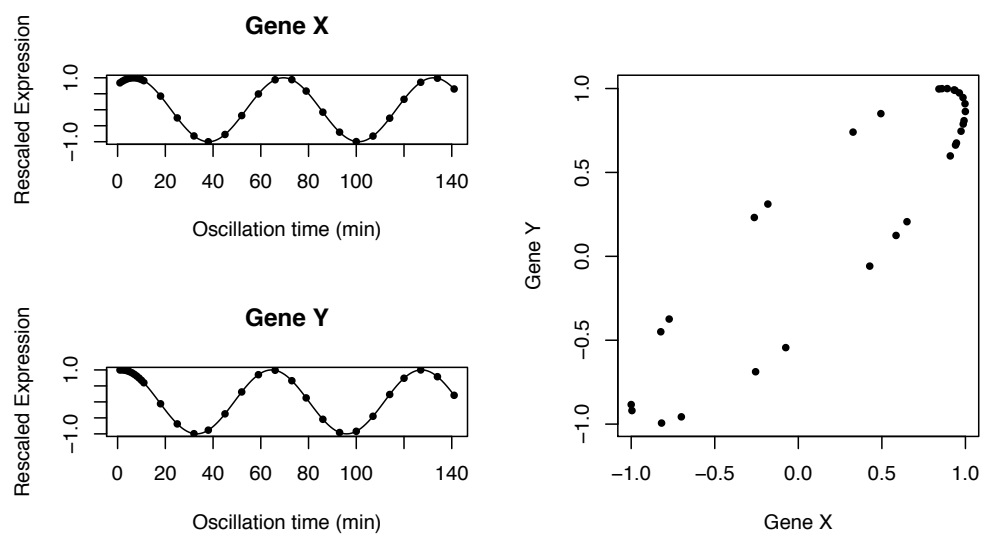 Gene X
Rescaled Expression
1.0
-1.0
0 20 40 60 80 100 140
Oscillation time (min)
Gene Y
Rescaled Expression
1.0
-1.0
0 20 40 60 80 100 140
Oscillation time (min)
Gene Y
1.0
0.5
0.0
-0.5
-1.0
-1.0 -0.5 0.0 0.5 1.0
Gene X